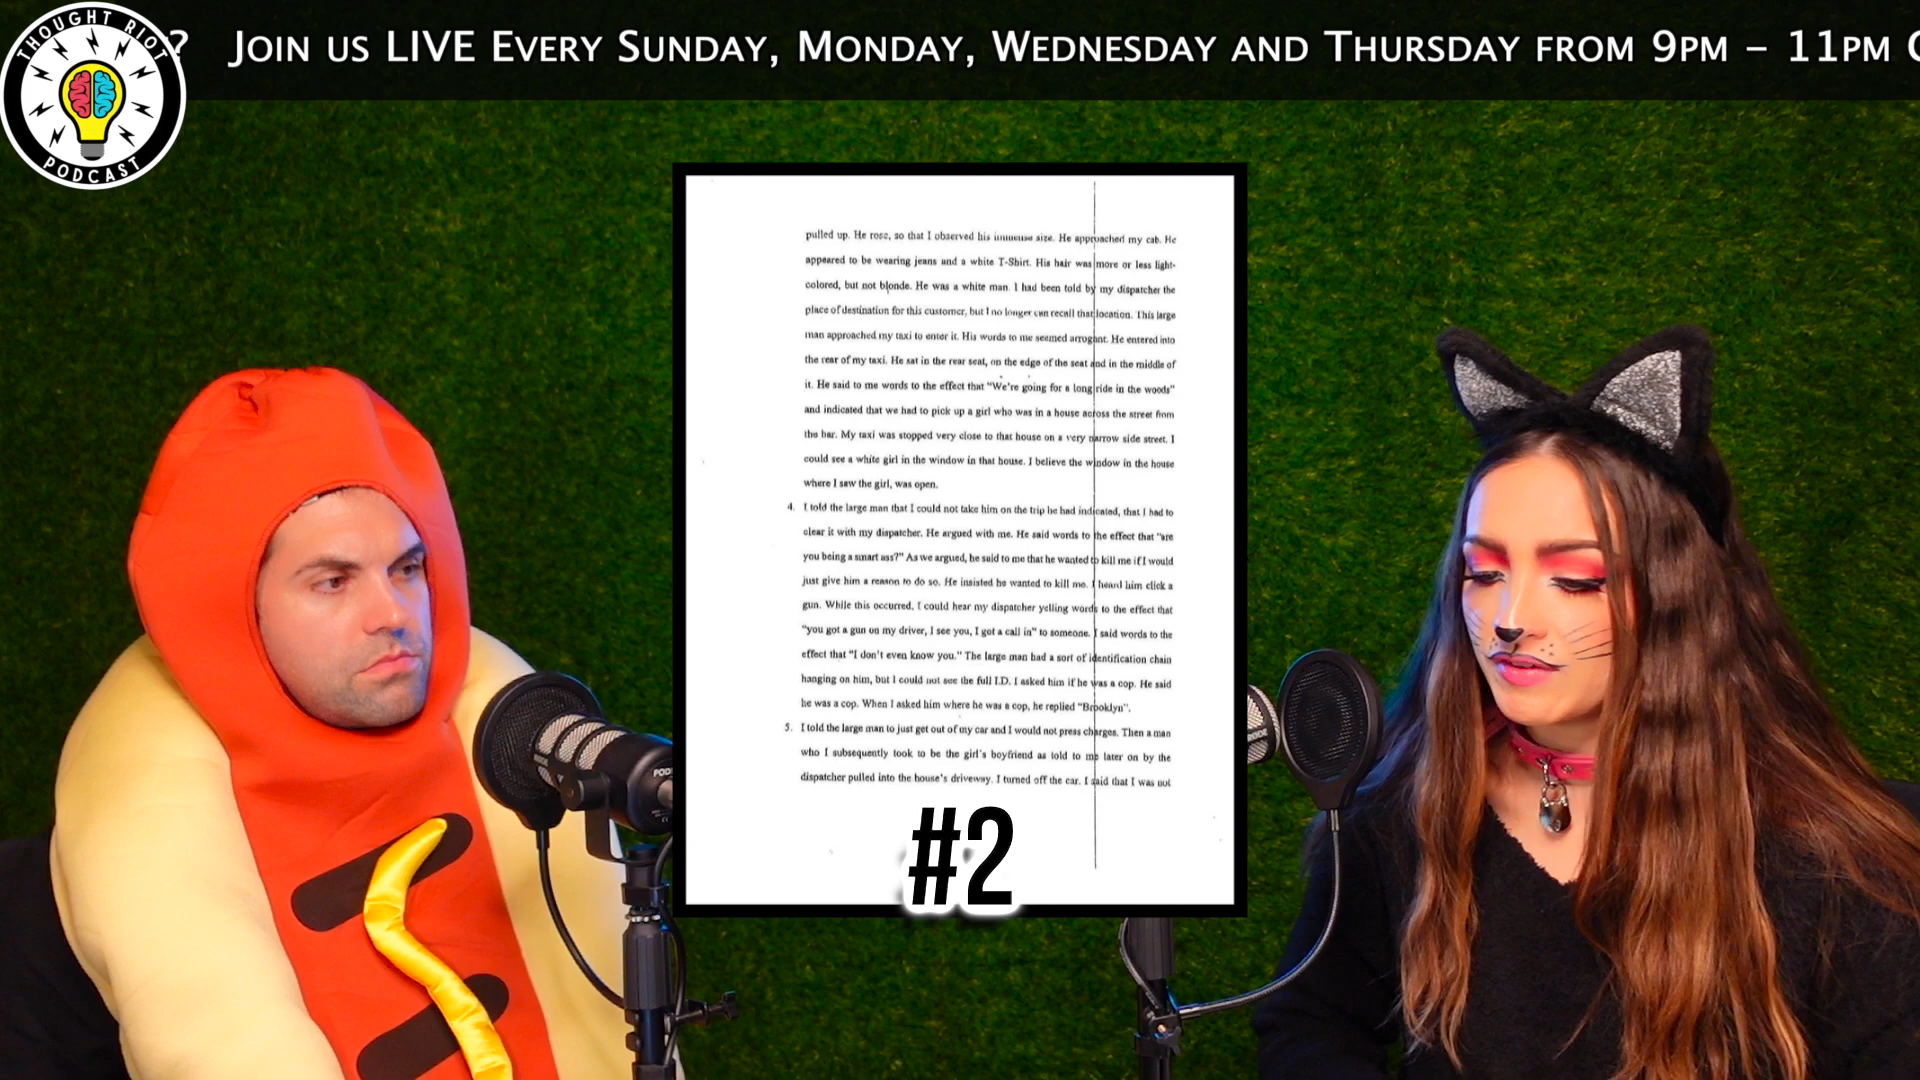 THOUGHT RIOT
PODCAST
? JOIN US LIVE EVERY SUNDAY, MONDAY, WEDNESDAY AND THURSDAY FROM 9PM – 11PM C
pulled up. He rose, so that I observed his immense size. He approached my cab. He
appeared to be wearing jeans and a white T-Shirt. His hair was more or less light-
colored, but not blonde. He was a white man. I had been told by my dispatcher the
place of destination for this customer, but I no longer can recall that location. This large
man approached my taxi to enter it. His words to me seemed arrogant. He entered into
the rear of my taxi. He sat in the rear seat, on the edge of the seat and in the middle of
it. He said to me words to the effect that "We're going for a long ride in the woods"
and indicated that we had to pick up a girl who was in a house across the street from
the bar. My taxi was stopped very close to that house on a very narrow side street. I
could see a white girl in the window in that house. I believe the window in the house
where I saw the girl, was open.
4. I told the large man that I could not take him on the trip he had indicated, that I had to
clear it with my dispatcher. He argued with me. He said words to the effect that "are
you being a smart ass?" As we argued, he said to me that he wanted to kill me if I would
just give him a reason to do so. He insisted he wanted to kill me. I heard him click a
gun. While this occurred, I could hear my dispatcher yelling words to the effect that
"you got a gun on my driver, I see you, I got a call in" to someone. I said words to the
effect that "I don't even know you." The large man had a sort of identification chain
hanging on him, but I could not see the full I.D. I asked him if he was a cop. He said
he was a cop. When I asked him where he was a cop, he replied "Brooklyn".
5. I told the large man to just get out of my car and I would not press charges. Then a man
who I subsequently took to be the girl's boyfriend as told to me later on by the
dispatcher pulled into the house's driveway. I turned off the car. I said that I was not
#2
RODE
POD
RODE